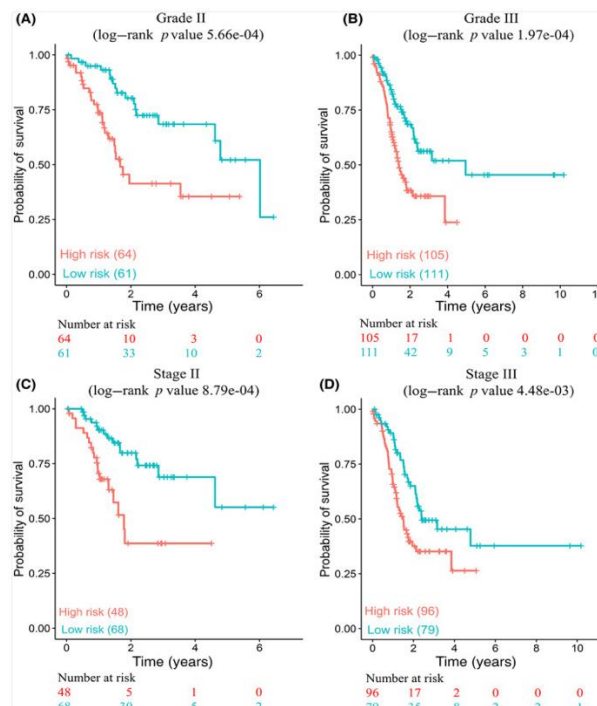 (A)
Grade II
(log—rank p value 5.66e-04)
Probability of survival
1.00
0.75
0.50
0.25
0.00
High risk (64)
Low risk (61)
0 2 4 6
Time (years)
Number at risk
64 10 3 0
61 33 10 2
(B)
Grade III
(log—rank p value 1.97e-04)
Probability of survival
1.00
0.75
0.50
0.25
0.00
High risk (105)
Low risk (111)
0 2 4 6 8 10 1
Time (years)
Number at risk
105 17 1 0 0 0 0
111 42 9 5 3 1 0
(C)
Stage II
(log—rank p value 8.79e-04)
Probability of survival
1.00
0.75
0.50
0.25
0.00
High risk (48)
Low risk (68)
0 2 4 6
Time (years)
Number at risk
48 5 1 0
(D)
Stage III
(log—rank p value 4.48e-03)
Probability of survival
1.00
0.75
0.50
0.25
0.00
High risk (96)
Low risk (79)
0 2 4 6 8 10
Time (years)
Number at risk
96 17 2 0 0 0